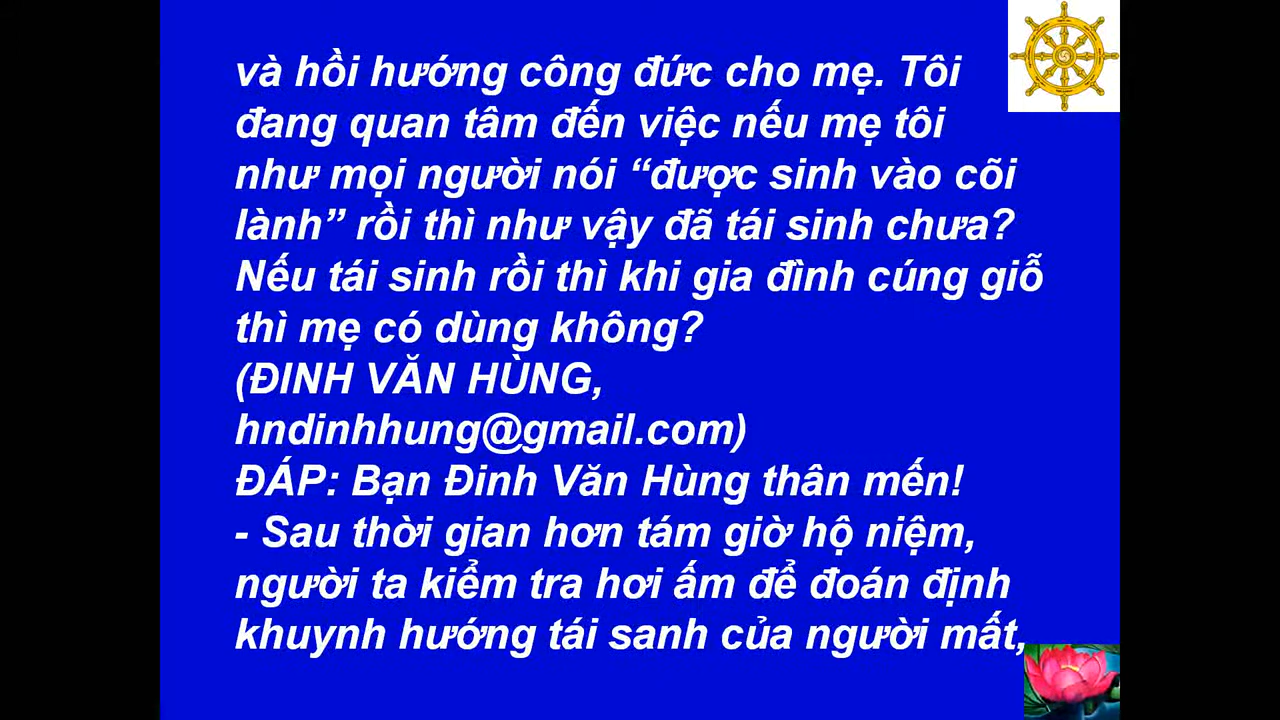 và hồi hướng công đức cho mẹ. Tôi
đang quan tâm đến việc nếu mẹ tôi
như mọi người nói “được sinh vào cõi
lành” rồi thì như vậy đã tái sinh chưa?
Nếu tái sinh rồi thì khi gia đình cúng giỗ
thì mẹ có dùng không?
(ĐINH VĂN HÙNG,
hndinhhung@gmail.com)
ĐÁP: Bạn Đinh Văn Hùng thân mến!
- Sau thời gian hơn tám giờ hộ niệm,
người ta kiểm tra hơi ấm để đoán định
khuynh hướng tái sanh của người mất,